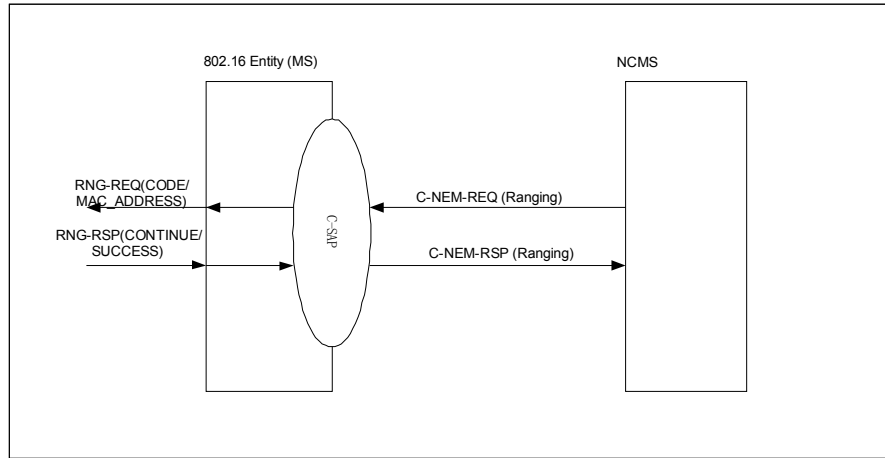 802.16 Entity (MS)
NCMS
RNG-REQ(CODE/
MAC_ADDRESS)
C-NEM-REQ (Ranging)
C-SAP
RNG-RSP(CONTINUE/
SUCCESS)
C-NEM-RSP (Ranging)